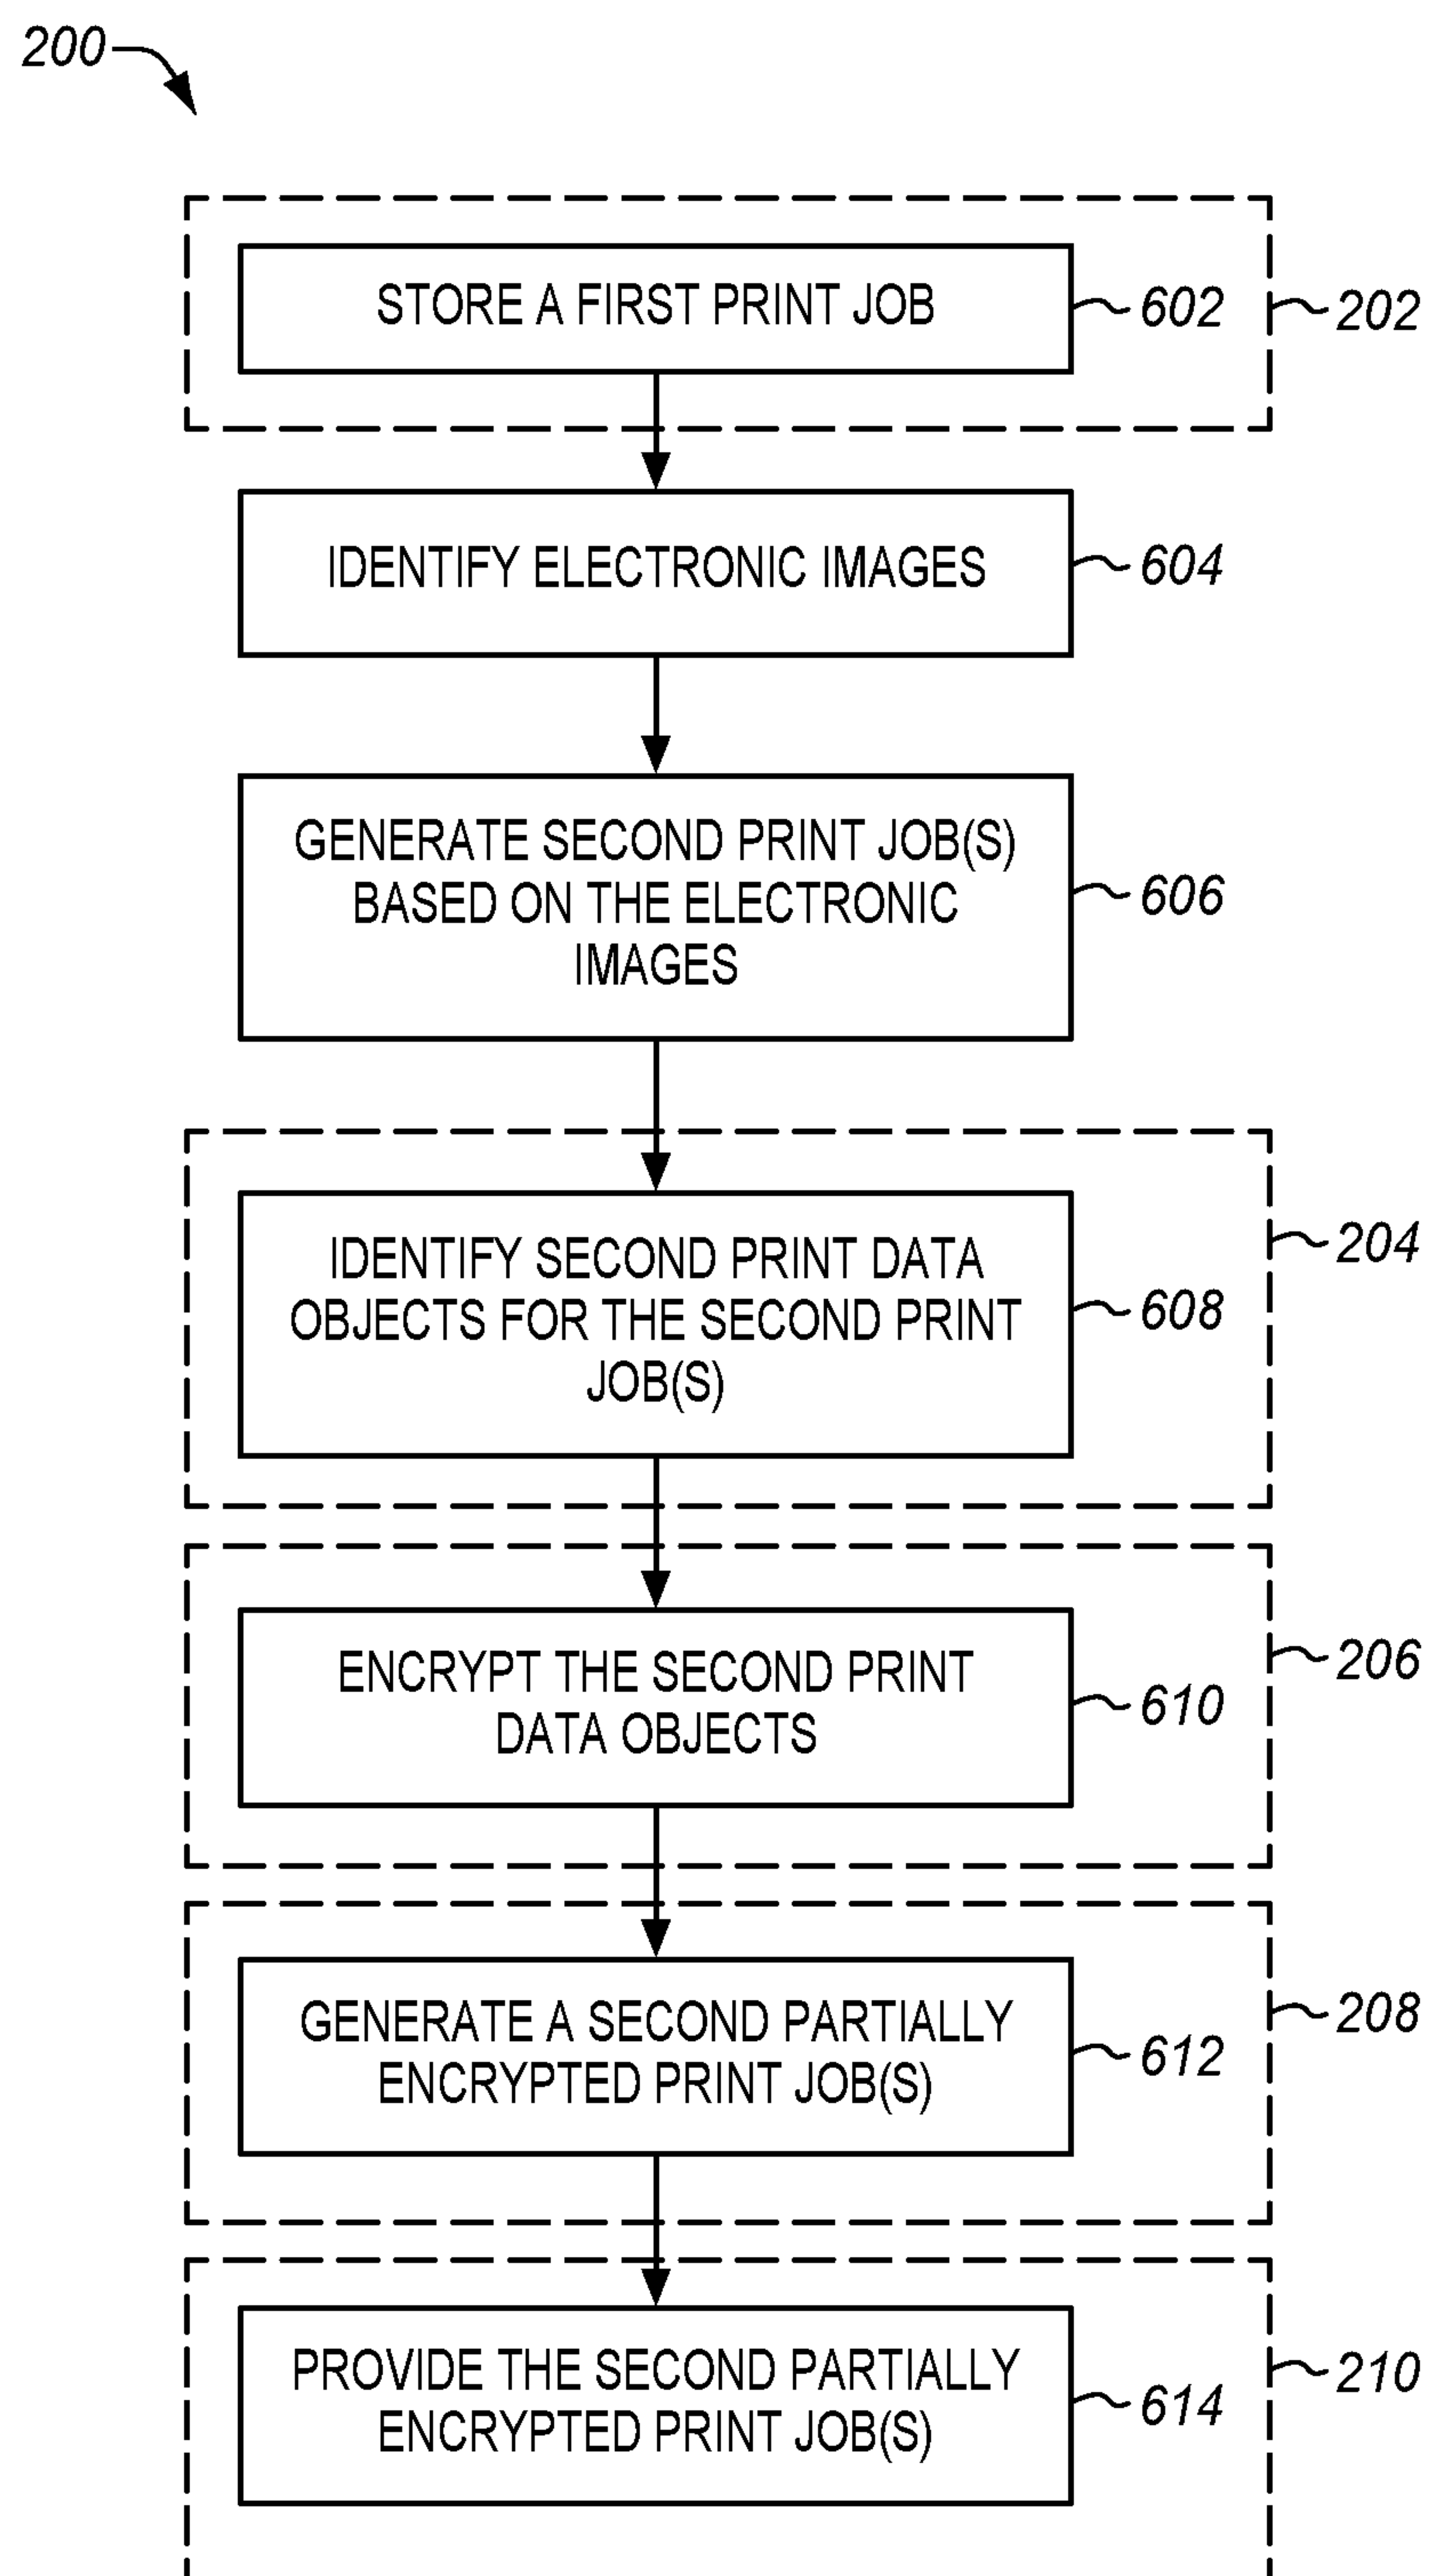 200
STORE A FIRST PRINT JOB
602
202
IDENTIFY ELECTRONIC IMAGES
604
GENERATE SECOND PRINT JOB(S)
BASED ON THE ELECTRONIC
IMAGES
606
IDENTIFY SECOND PRINT DATA
OBJECTS FOR THE SECOND PRINT
JOB(S)
608
204
ENCRYPT THE SECOND PRINT
DATA OBJECTS
610
206
GENERATE A SECOND PARTIALLY
ENCRYPTED PRINT JOB(S)
612
208
PROVIDE THE SECOND PARTIALLY
ENCRYPTED PRINT JOB(S)
614
210